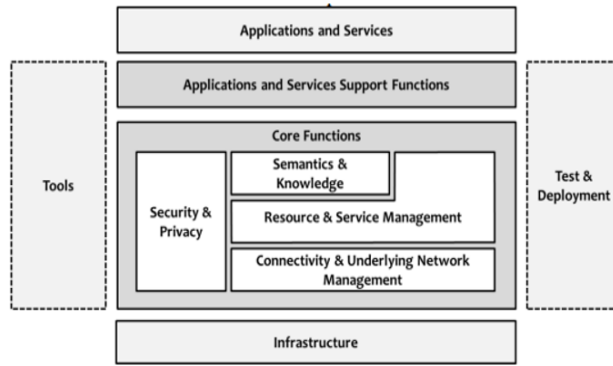 Applications and Services
Applications and Services Support Functions
Core Functions
Tools
Security &
Privacy
Semantics &
Knowledge
Resource & Service Management
Connectivity & Underlying Network
Management
Test &
Deployment
Infrastructure